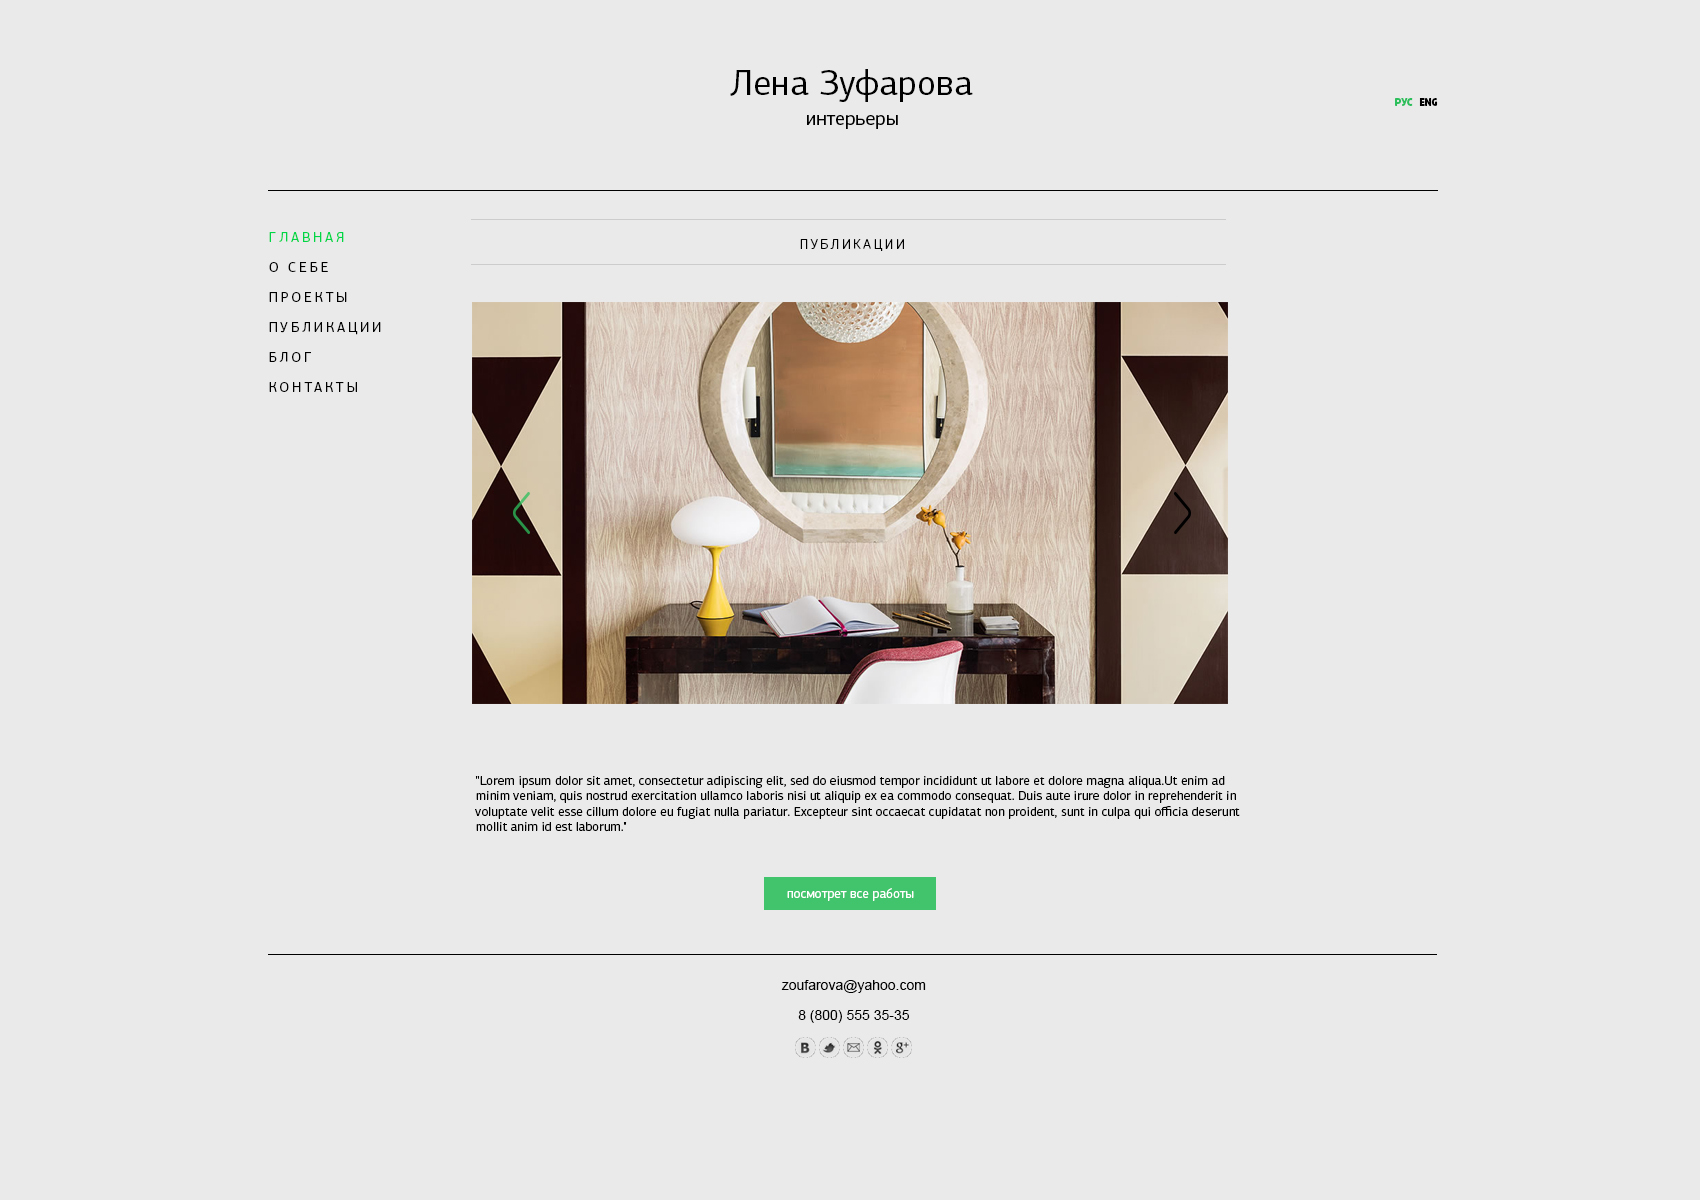 Лена Зуфарова
интерьеры
РУС ENG
ГЛАВНАЯ
О СЕБЕ
ПРОЕКТЫ
ПУБЛИКАЦИИ
БЛОГ
КОНТАКТЫ
ПУБЛИКАЦИИ
"Lorem ipsum dolor sit amet, consectetur adipiscing elit, sed do eiusmod tempor incididunt ut labore et dolore magna aliqua.Ut enim ad
minim veniam, quis nostrud exercitation ullamco laboris nisi ut aliquip ex ea commodo consequat. Duis aute irure dolor in reprehenderit in
voluptate velit esse cillum dolore eu fugiat nulla pariatur. Excepteur sint occaecat cupidatat non proident, sunt in culpa qui officia deserunt
mollit anim id est laborum."
посмотрет все работы
zoufarova@yahoo.com
8 (800) 555 35-35
B
g+